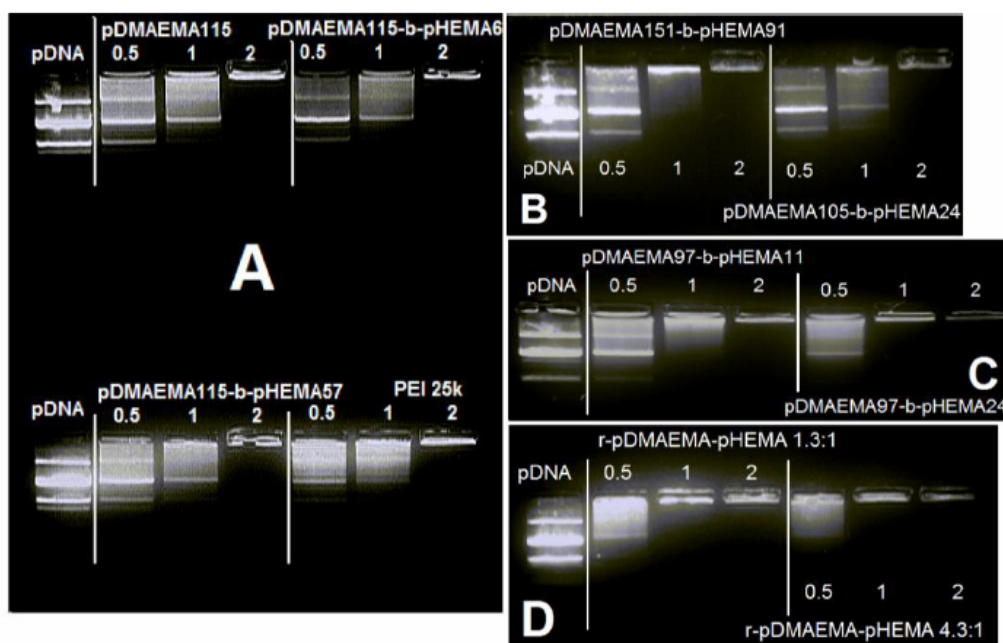 pDMAEMA115 pDMAEMA115-b-pHEMA6
pDNA 0.5 1 2 0.5 1 2
A
pDMAEMA115-b-pHEMA57 PEI 25k
pDNA 0.5 1 2 0.5 1 2
pDMAEMA151-b-pHEMA91
pDNA 0.5 1 2 0.5 1 2
B pDMAEMA105-b-pHEMA24
pDMAEMA97-b-pHEMA11
pDNA 0.5 1 2 0.5 1 2
C
pDMAEMA97-b-pHEMA24
r-pDMAEMA-pHEMA 1.3:1
pDNA 0.5 1 2
0.5 1 2
D r-pDMAEMA-pHEMA 4.3:1